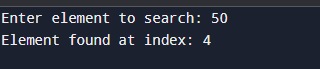 Enter element to search: 50
Element found at index: 4